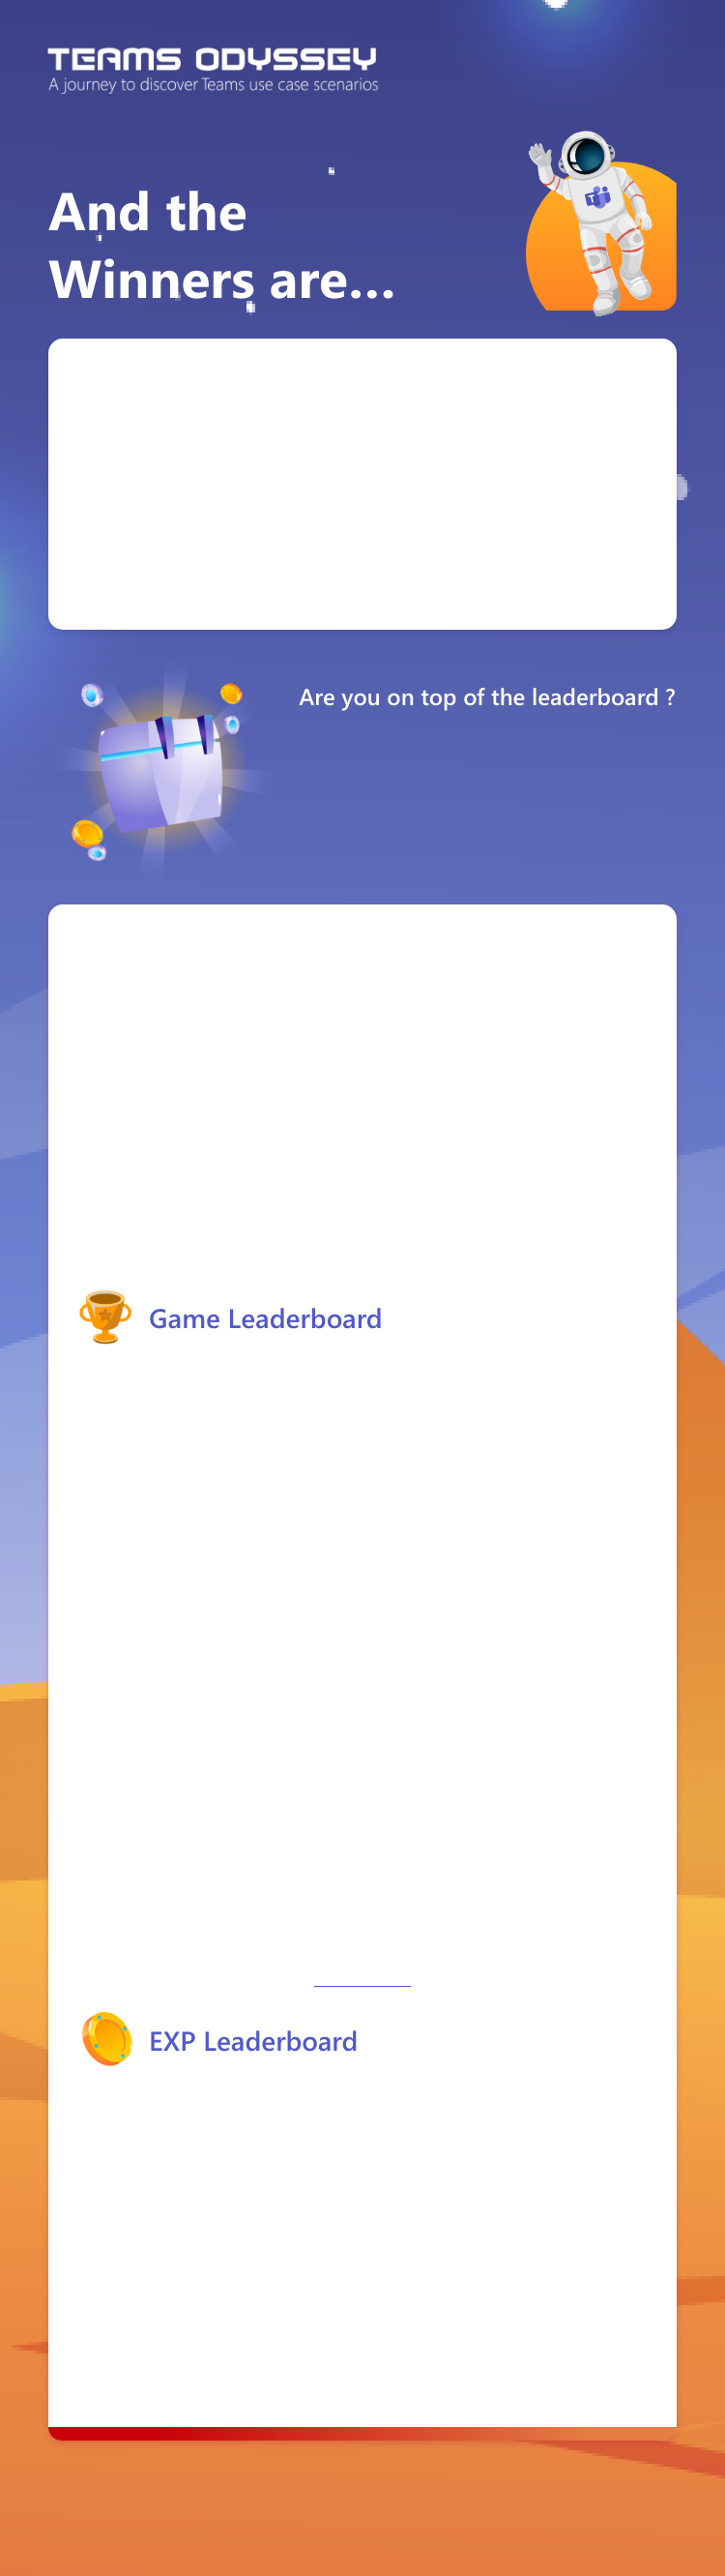 TEAMS ODYSSEY
A journey to discover Teams use case scenarios
And the
Winners are...
Are you on top of the leaderboard ?
Game Leaderboard
EXP Leaderboard